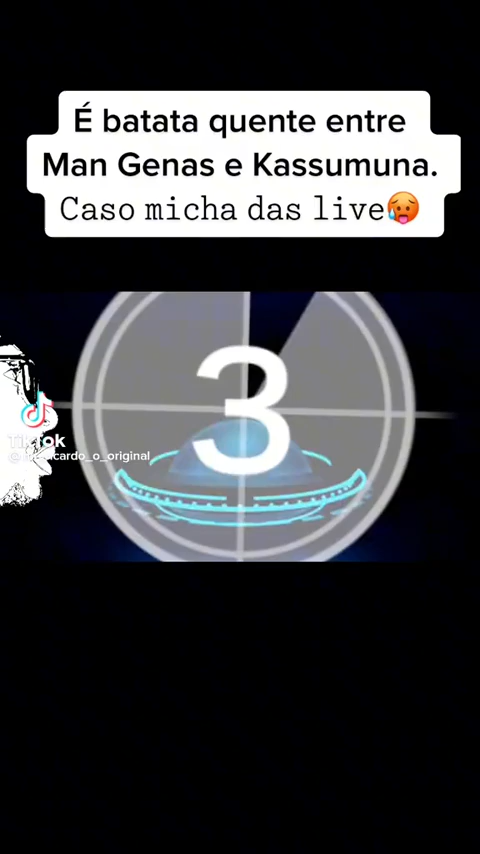 É batata quente entre
Man Genas e Kassumuna.
Caso micha das live🥵
3
TikTok